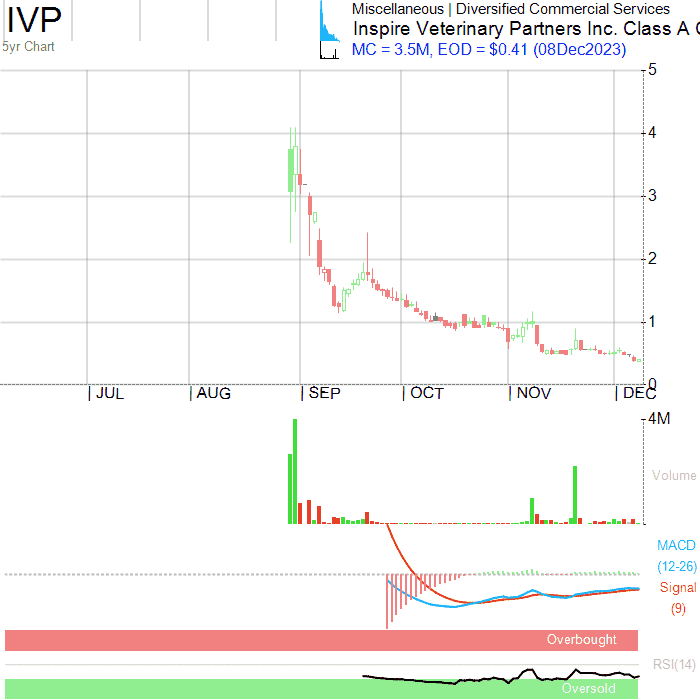 IVP
5yr Chart
Miscellaneous | Diversified Commercial Services
Inspire Veterinary Partners Inc. Class A
MC = 3.5M, EOD = $0.41 (08Dec2023)
5
4
3
2
1
0
| JUL | AUG | SEP | OCT | NOV | DEC
4M
Volume
MACD
(12-26)
Signal
(9)
Overbought
RSI(14)
Oversold